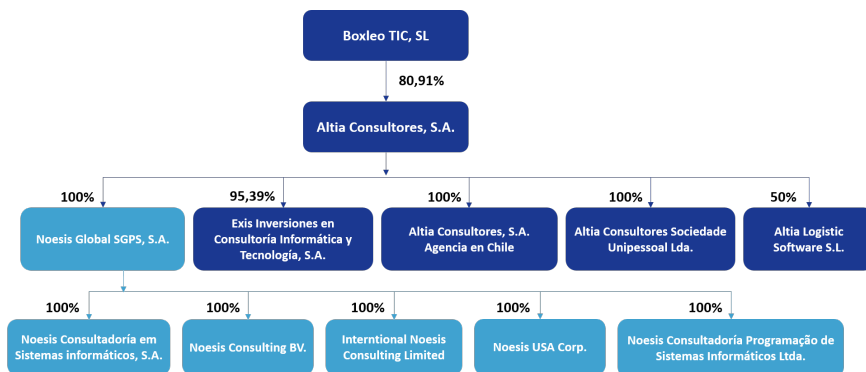 Boxleo TIC, SL
80,91%
Altia Consultores, S.A.
100%
95,39%
100%
100%
50%
Noesis Global SGPS, S.A.
Exis Inversiones en
Consultoría Informática y
Tecnología, S.A.
Altia Consultores, S.A.
Agencia en Chile
Altia Consultores Sociedade
Unipessoal Lda.
Altia Logistic
Software S.L.
100%
100%
100%
100%
100%
Noesis Consultadoría em
Sistemas informáticos, S.A.
Noesis Consulting BV.
Interntional Noesis
Consulting Limited
Noesis USA Corp.
Noesis Consultadoría Programação de
Sistemas Informáticos Ltda.